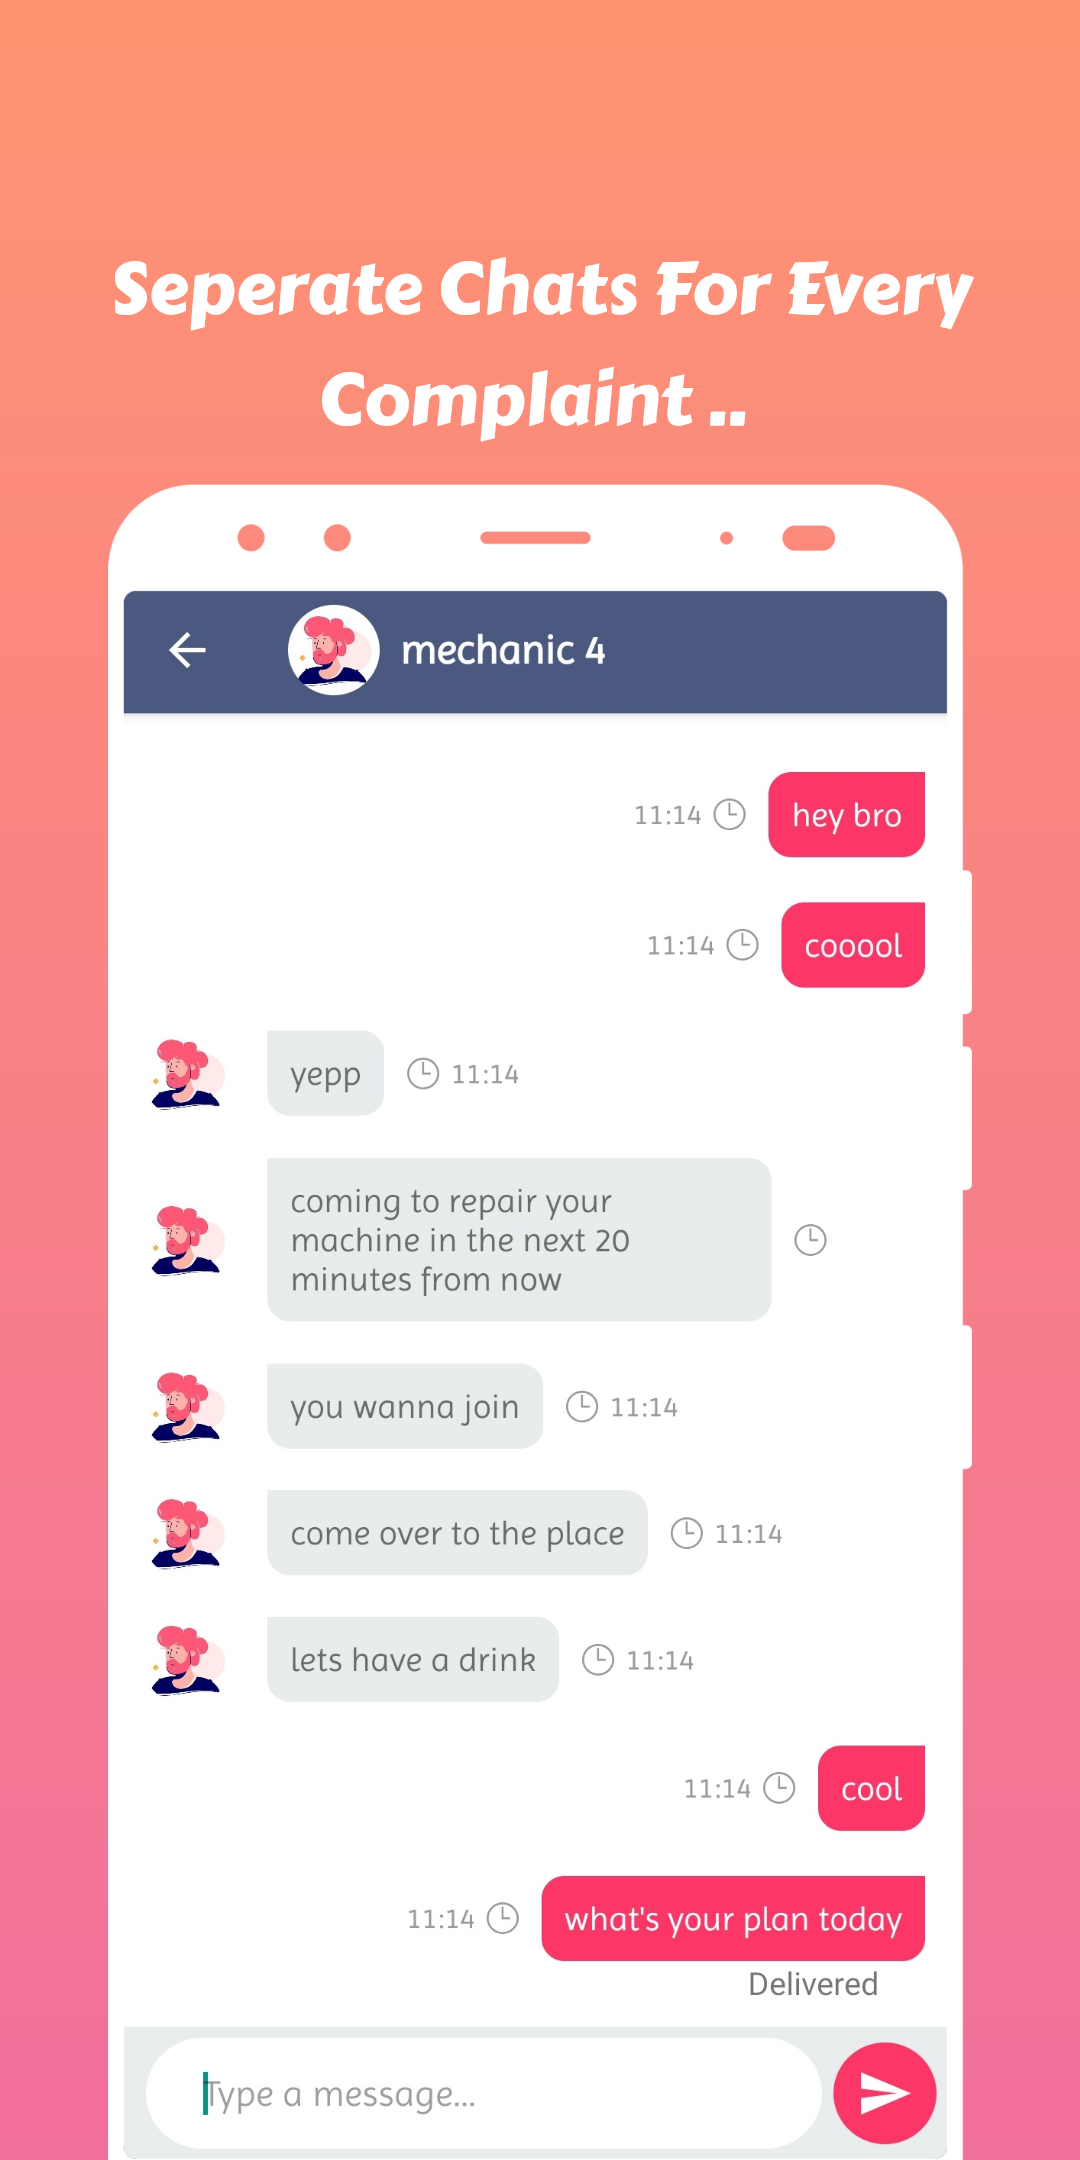 Seperate Chats For Every
Complaint ..
mechanic 4
11:14 hey bro
11:14 cooool
yepp 11:14
coming to repair your
machine in the next 20
minutes from now
you wanna join 11:14
come over to the place 11:14
lets have a drink 11:14
11:14 cool
11:14 what's your plan today
Delivered
Type a message...